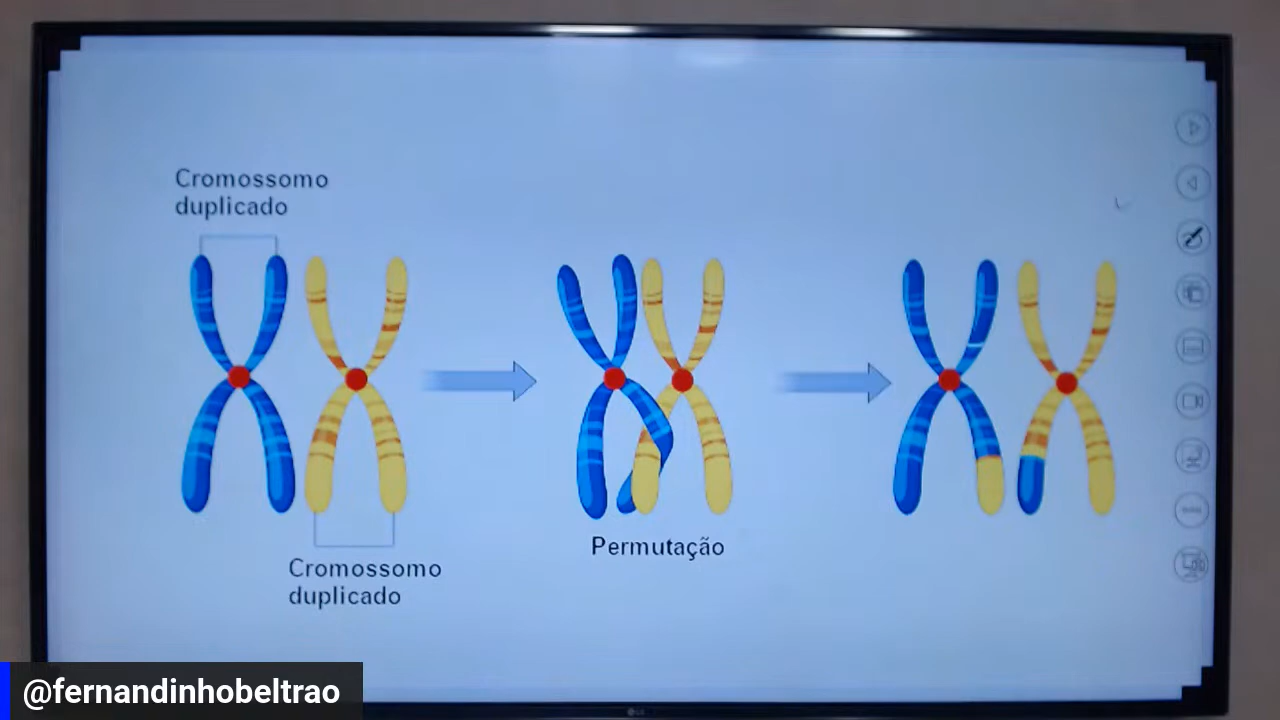 Cromossomo
duplicado
Permutação
Cromossomo
duplicado
@fernandinhobeltrao